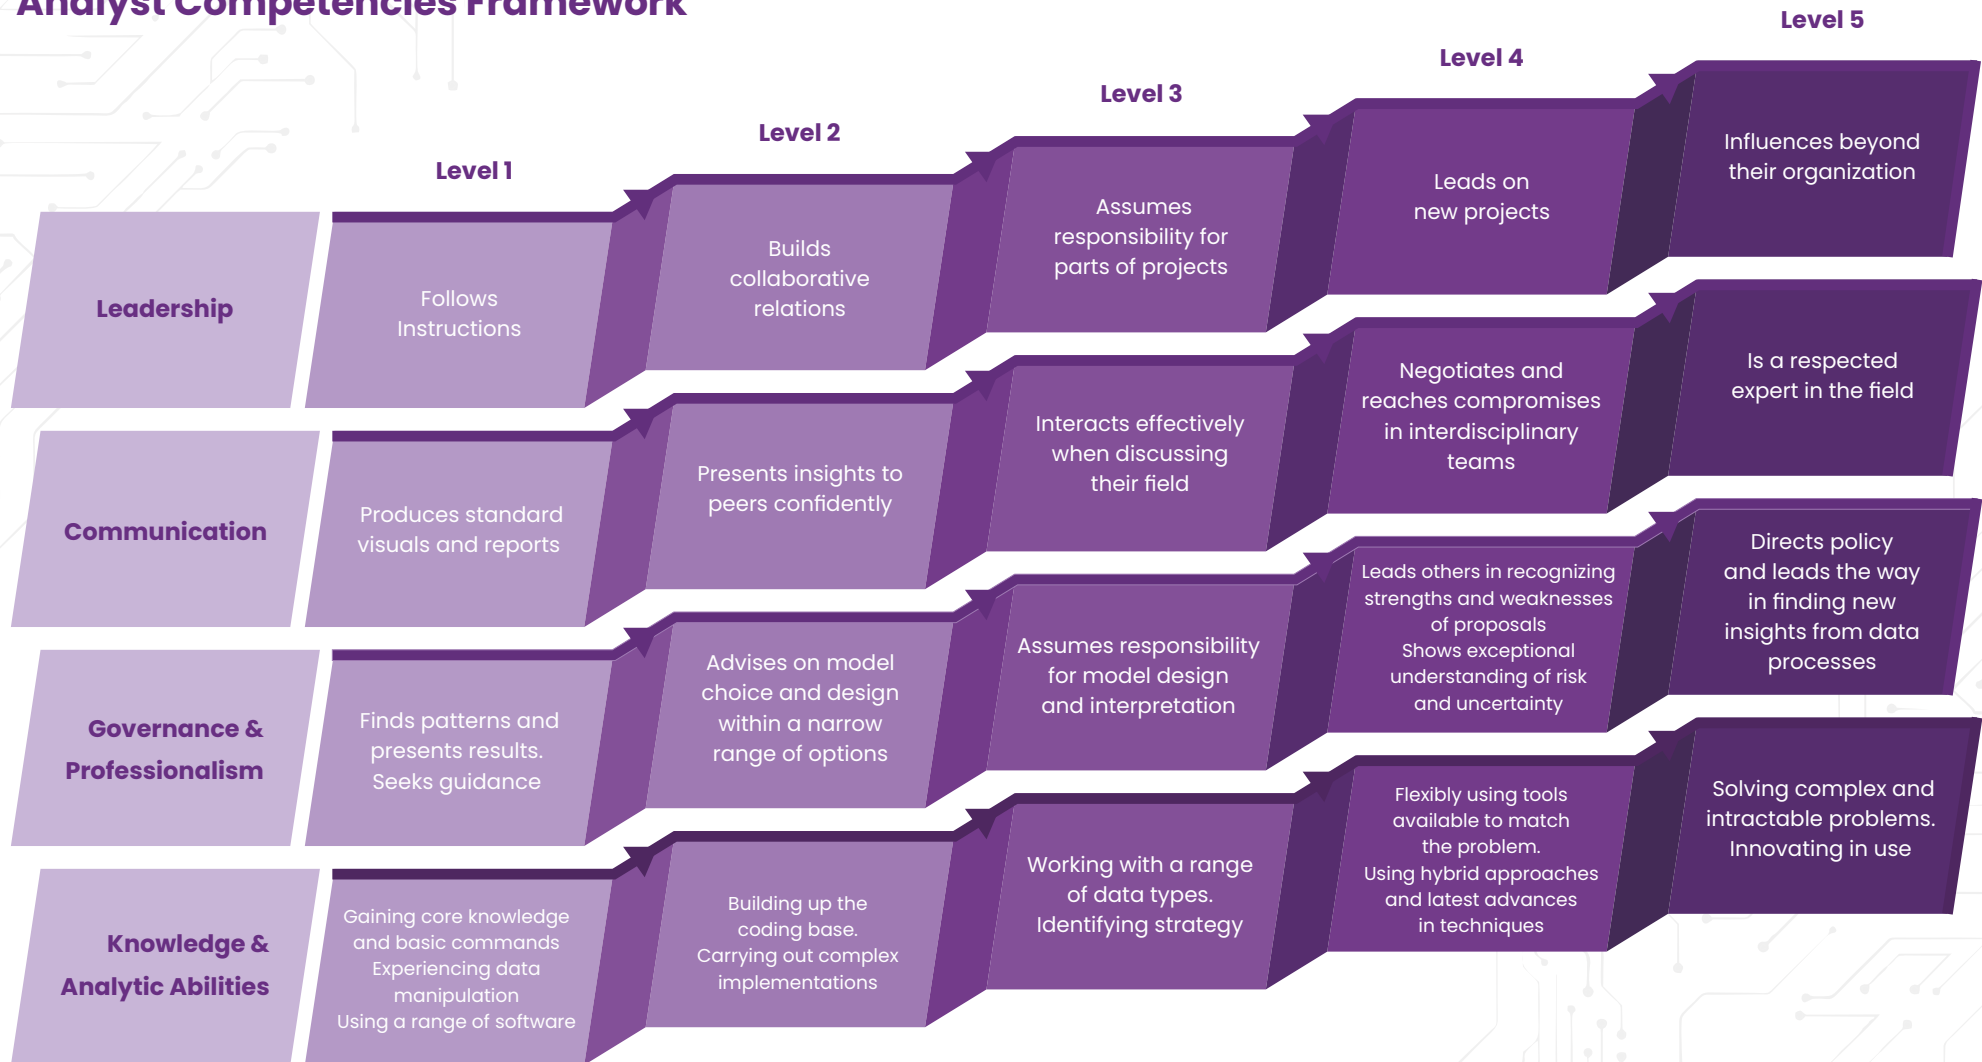 Analyst Competencies Framework
Level 1
Level 2
Level 3
Level 4
Level 5
Leadership
Follows
Instructions
Builds
collaborative
relations
Assumes
responsibility for
parts of projects
Leads on
new projects
Influences beyond
their organization
Communication
Produces standard
visuals and reports
Presents insights to
peers confidently
Interacts effectively
when discussing
their field
Negotiates and
reaches compromises
in interdisciplinary
teams
Is a respected
expert in the field
Governance &
Professionalism
Finds patterns and
presents results.
Seeks guidance
Advises on model
choice and design
within a narrow
range of options
Assumes responsibility
for model design
and interpretation
Leads others in recognizing
strengths and weaknesses
of proposals
Shows exceptional
understanding of risk
and uncertainty
Directs policy
and leads the way
in finding new
insights from data
processes
Knowledge &
Analytic Abilities
Gaining core knowledge
and basic commands
Experiencing data
manipulation
Using a range of software
Building up the
coding base.
Carrying out complex
implementations
Working with a range
of data types.
Identifying strategy
Flexibly using tools
available to match
the problem.
Using hybrid approaches
and latest advances
in techniques
Solving complex and
intractable problems.
Innovating in use